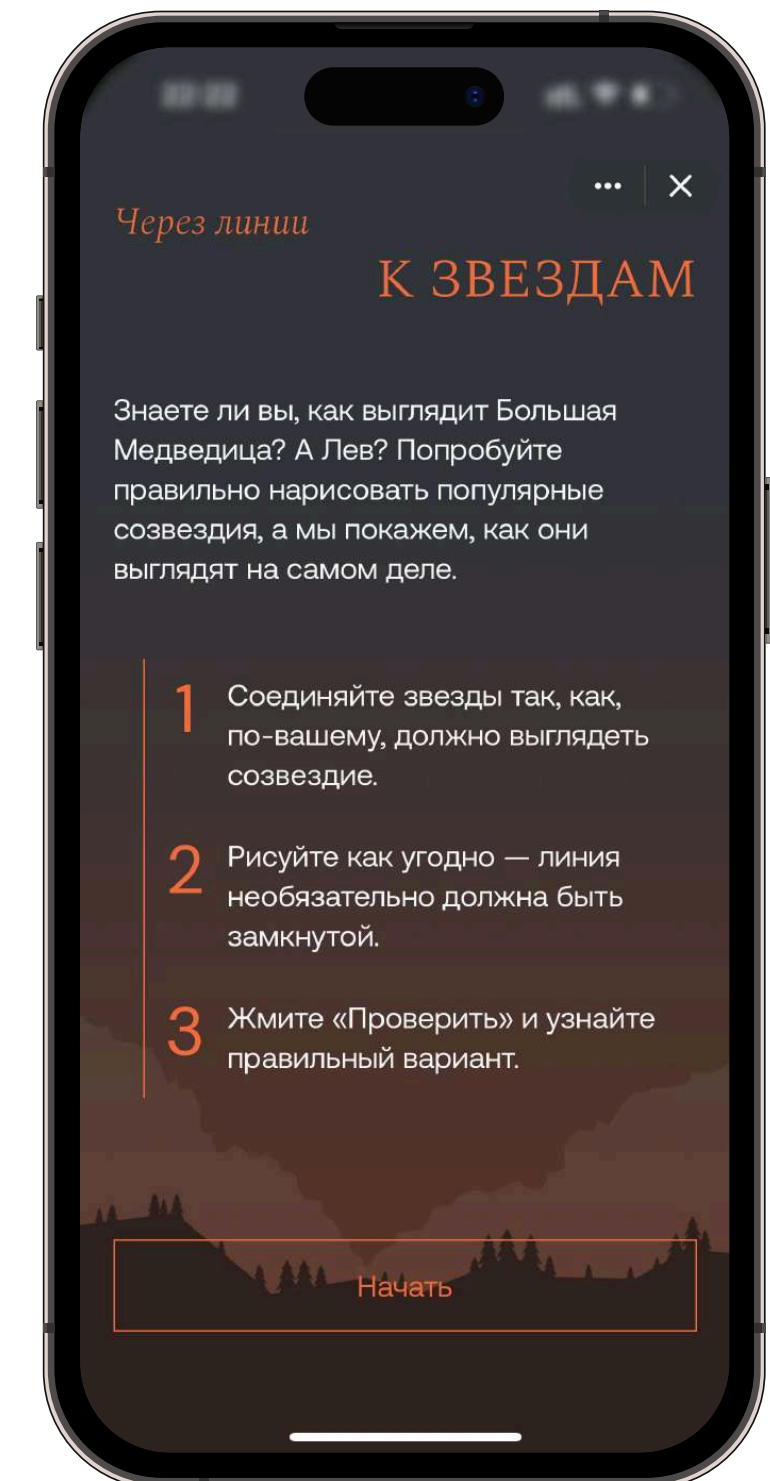 Через линии
К ЗВЕЗДАМ
Знаете ли вы, как выглядит Большая
Медведица? А Лев? Попробуйте
правильно нарисовать популярные
созвездия, а мы покажем, как они
выглядят на самом деле.
1
Соединяйте звезды так, как,
по-вашему, должно выглядеть
созвездие.
2
Рисуйте как угодно — линия
необязательно должна быть
замкнутой.
3
Жмите «Проверить» и узнайте
правильный вариант.
Начать